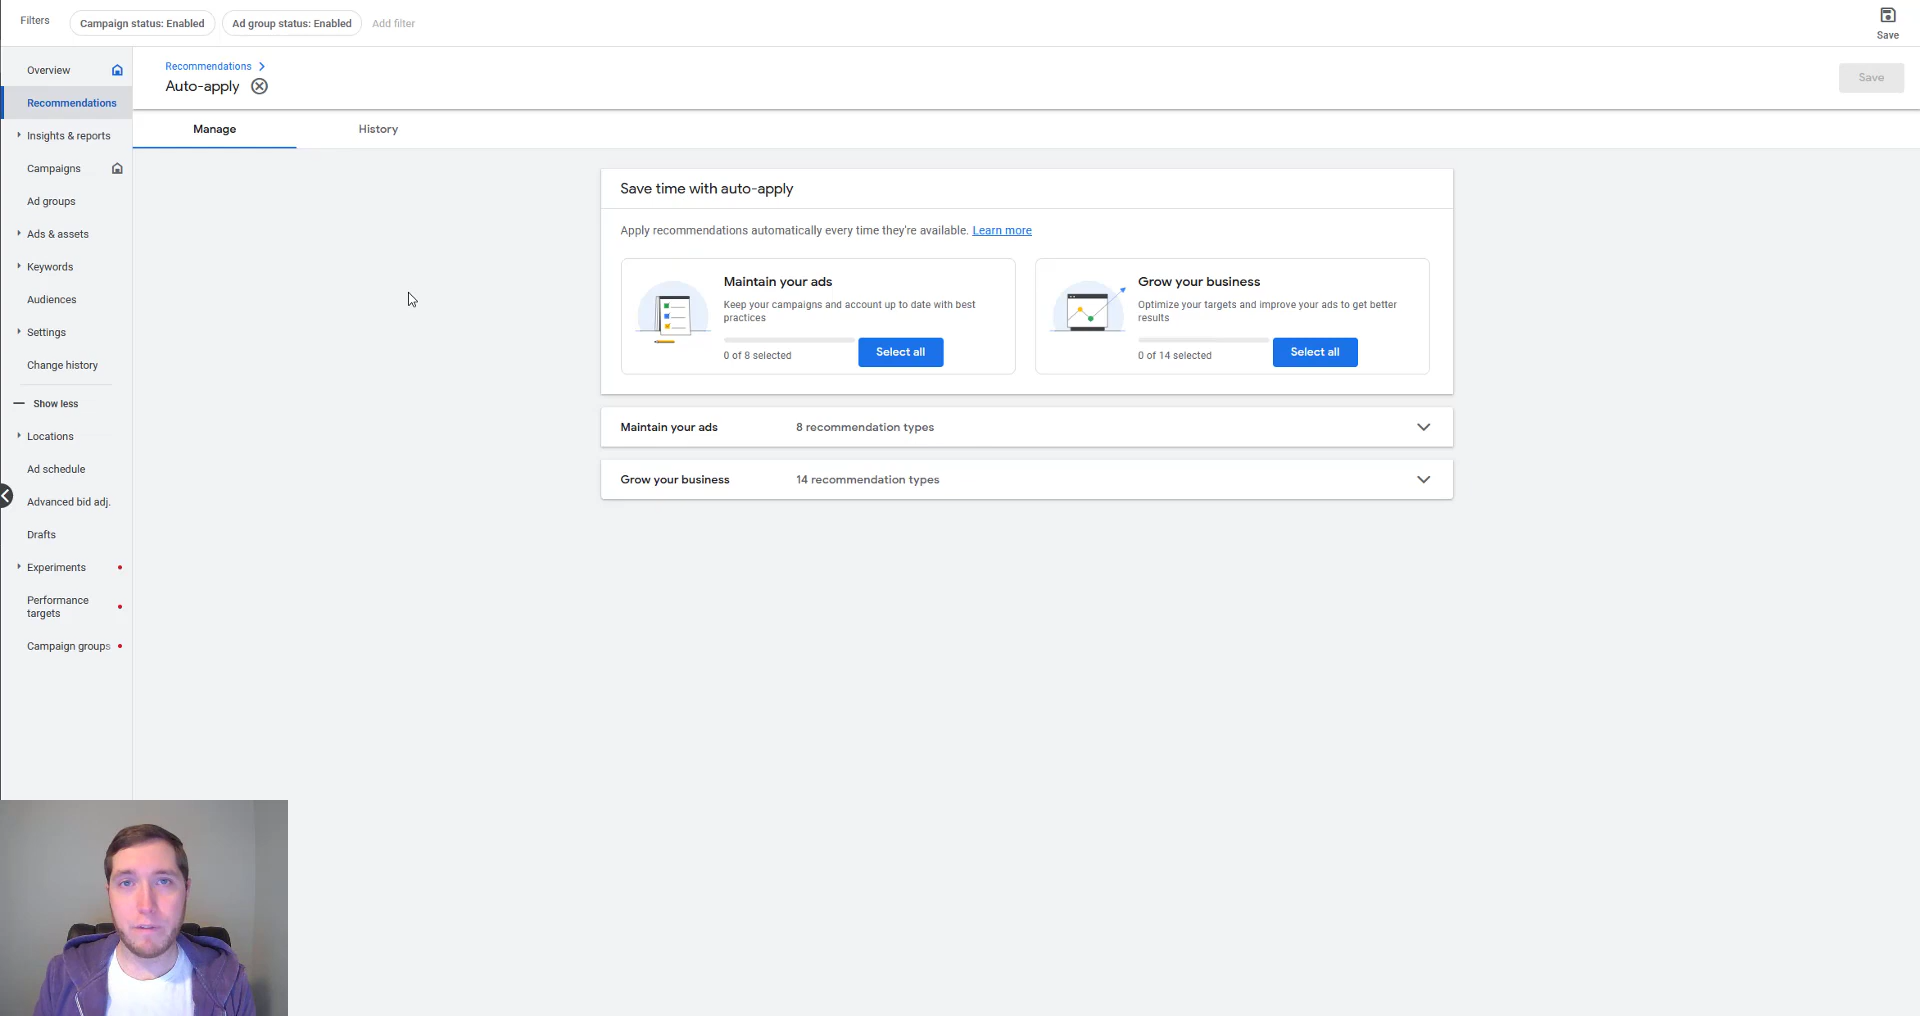 Filters
Campaign status: Enabled
Ad group status: Enabled
Add filter
Save
Overview
Recommendations
Insights & reports
Campaigns
Ad groups
Ads & assets
Keywords
Audiences
Settings
Change history
Show less
Locations
Ad schedule
Advanced bid adj.
Drafts
Experiments
Performance
targets
Campaign groups
Recommendations
Auto-apply
Save
Manage
History
Save time with auto-apply
Apply recommendations automatically every time they're available. Learn more
Maintain your ads
Keep your campaigns and account up to date with best
practices
0 of 8 selected
Select all
Grow your business
Optimize your targets and improve your ads to get better
results
0 of 14 selected
Select all
Maintain your ads
8 recommendation types
Grow your business
14 recommendation types